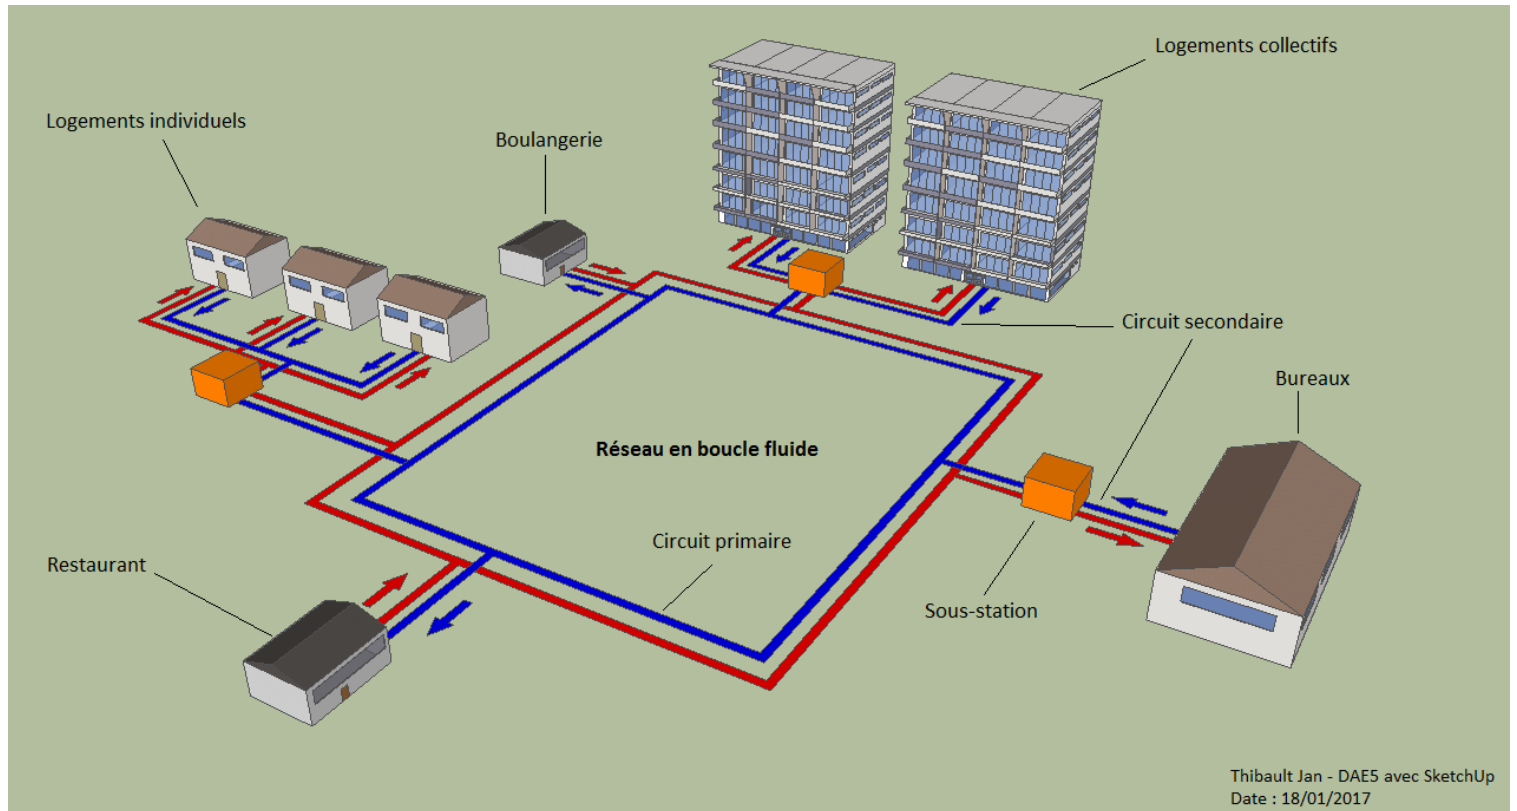 Logements collectifs
Logements individuels
Boulangerie
Circuit secondaire
Bureaux
Réseau en boucle fluide
Circuit primaire
Restaurant
Sous-station
Thibault Jan - DAE5 avec SketchUp
Date : 18/01/2017